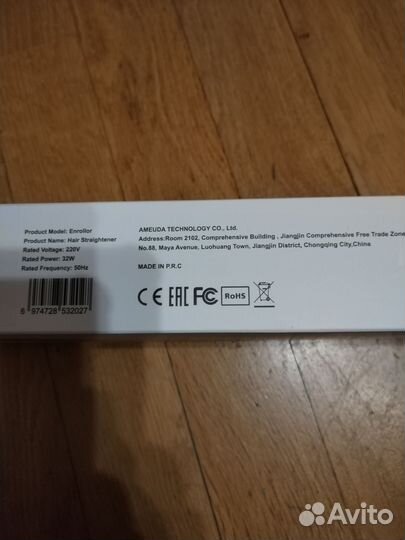 Product Model: Enrollor
Product Name: Hair Straightener
Rated Voltage: 220V
Rated Power: 32W
Rated Frequency: 50Hz
6 974728 532027
AMEUDA TECHNOLOGY CO., Ltd.
Address:Room 2102, Comprehensive Building , Jiangjin Comprehensive Free Trade Zone
No.88, Maya Avenue, Luohuang Town, Jiangjin District, Chongqing City,China
MADE IN P.R.C
CE EAC FC RoHS
Avito